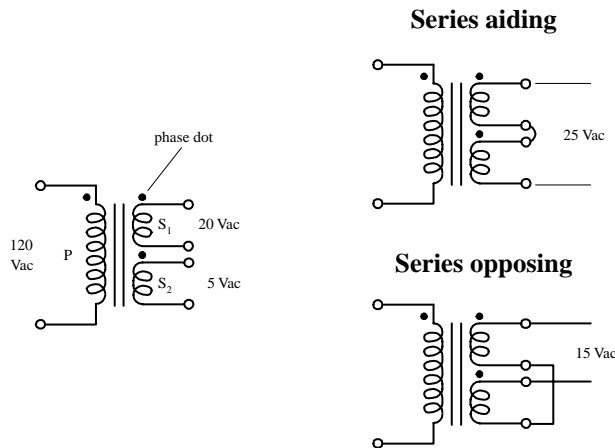 Series aiding
25 Vac
phase dot
120
Vac
P
S1
20 Vac
S2
5 Vac
Series opposing
15 Vac